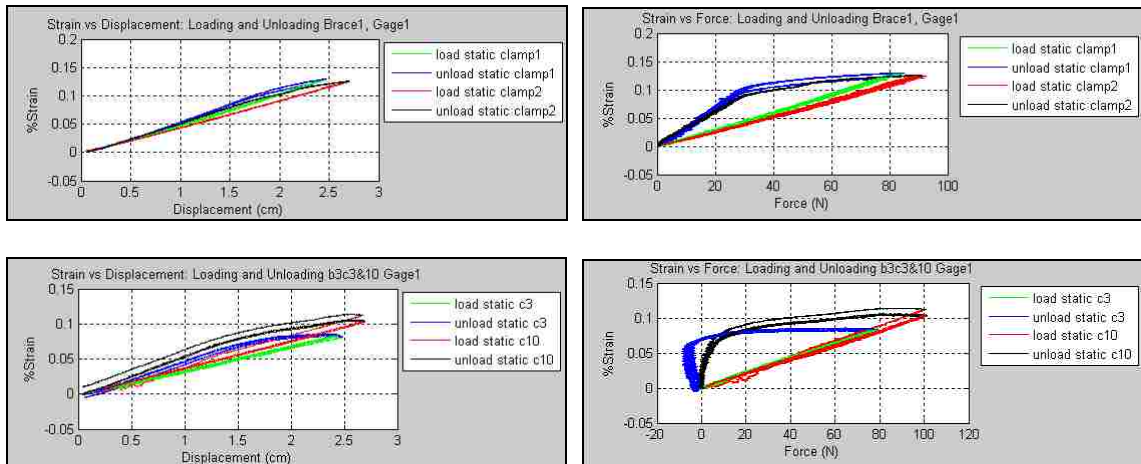 Strain vs Displacement: Loading and Unloading Brace1, Gage1
0.2
0.15
0.1
0.05
0
-0.05
%Strain
0
0.5
1
1.5
2
2.5
3
Displacement (cm)
load static clamp1
unload static clamp1
load static clamp2
unload static clamp2
Strain vs Force: Loading and Unloading Brace1, Gage1
0.2
0.15
0.1
0.05
0
-0.05
%Strain
0
20
40
60
80
100
Force (N)
load static clamp1
unload static clamp1
load static clamp2
unload static clamp2
Strain vs Displacement: Loading and Unloading b3c3&10 Gage1
0.15
0.1
0.05
0
-0.05
%Strain
0
0.5
1
1.5
2
2.5
3
Displacement (cm)
load static c3
unload static c3
load static c10
unload static c10
Strain vs Force: Loading and Unloading b3c3&10 Gage1
0.15
0.1
0.05
0
-0.05
%Strain
-20
0
20
40
60
80
100
120
Force (N)
load static c3
unload static c3
load static c10
unload static c10